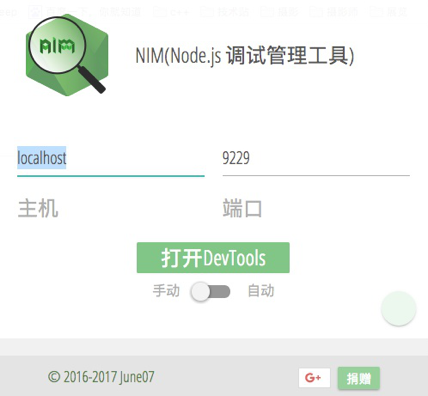 NIM
NIM(Node.js 调试管理工具)
localhost 9229
主机 端口
打开DevTools
手动 自动
© 2016-2017 June07 G+ 捐赠